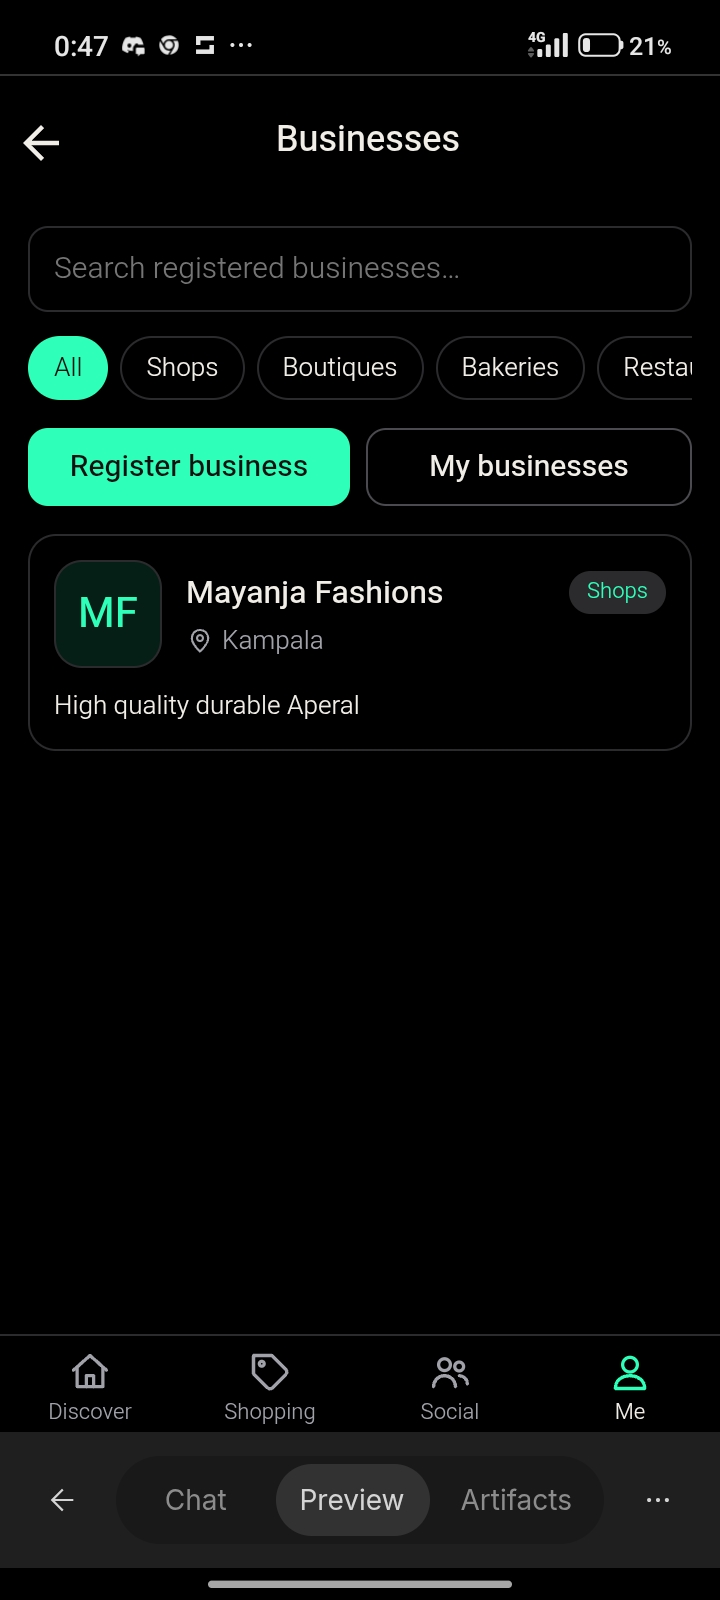 0:47 ... 4G 21%
Businesses
Search registered businesses...
All Shops Boutiques Bakeries Restau
Register business My businesses
MF Mayanja Fashions Shops
Kampala
High quality durable Aperal
Discover Shopping Social Me
Chat Preview Artifacts ...